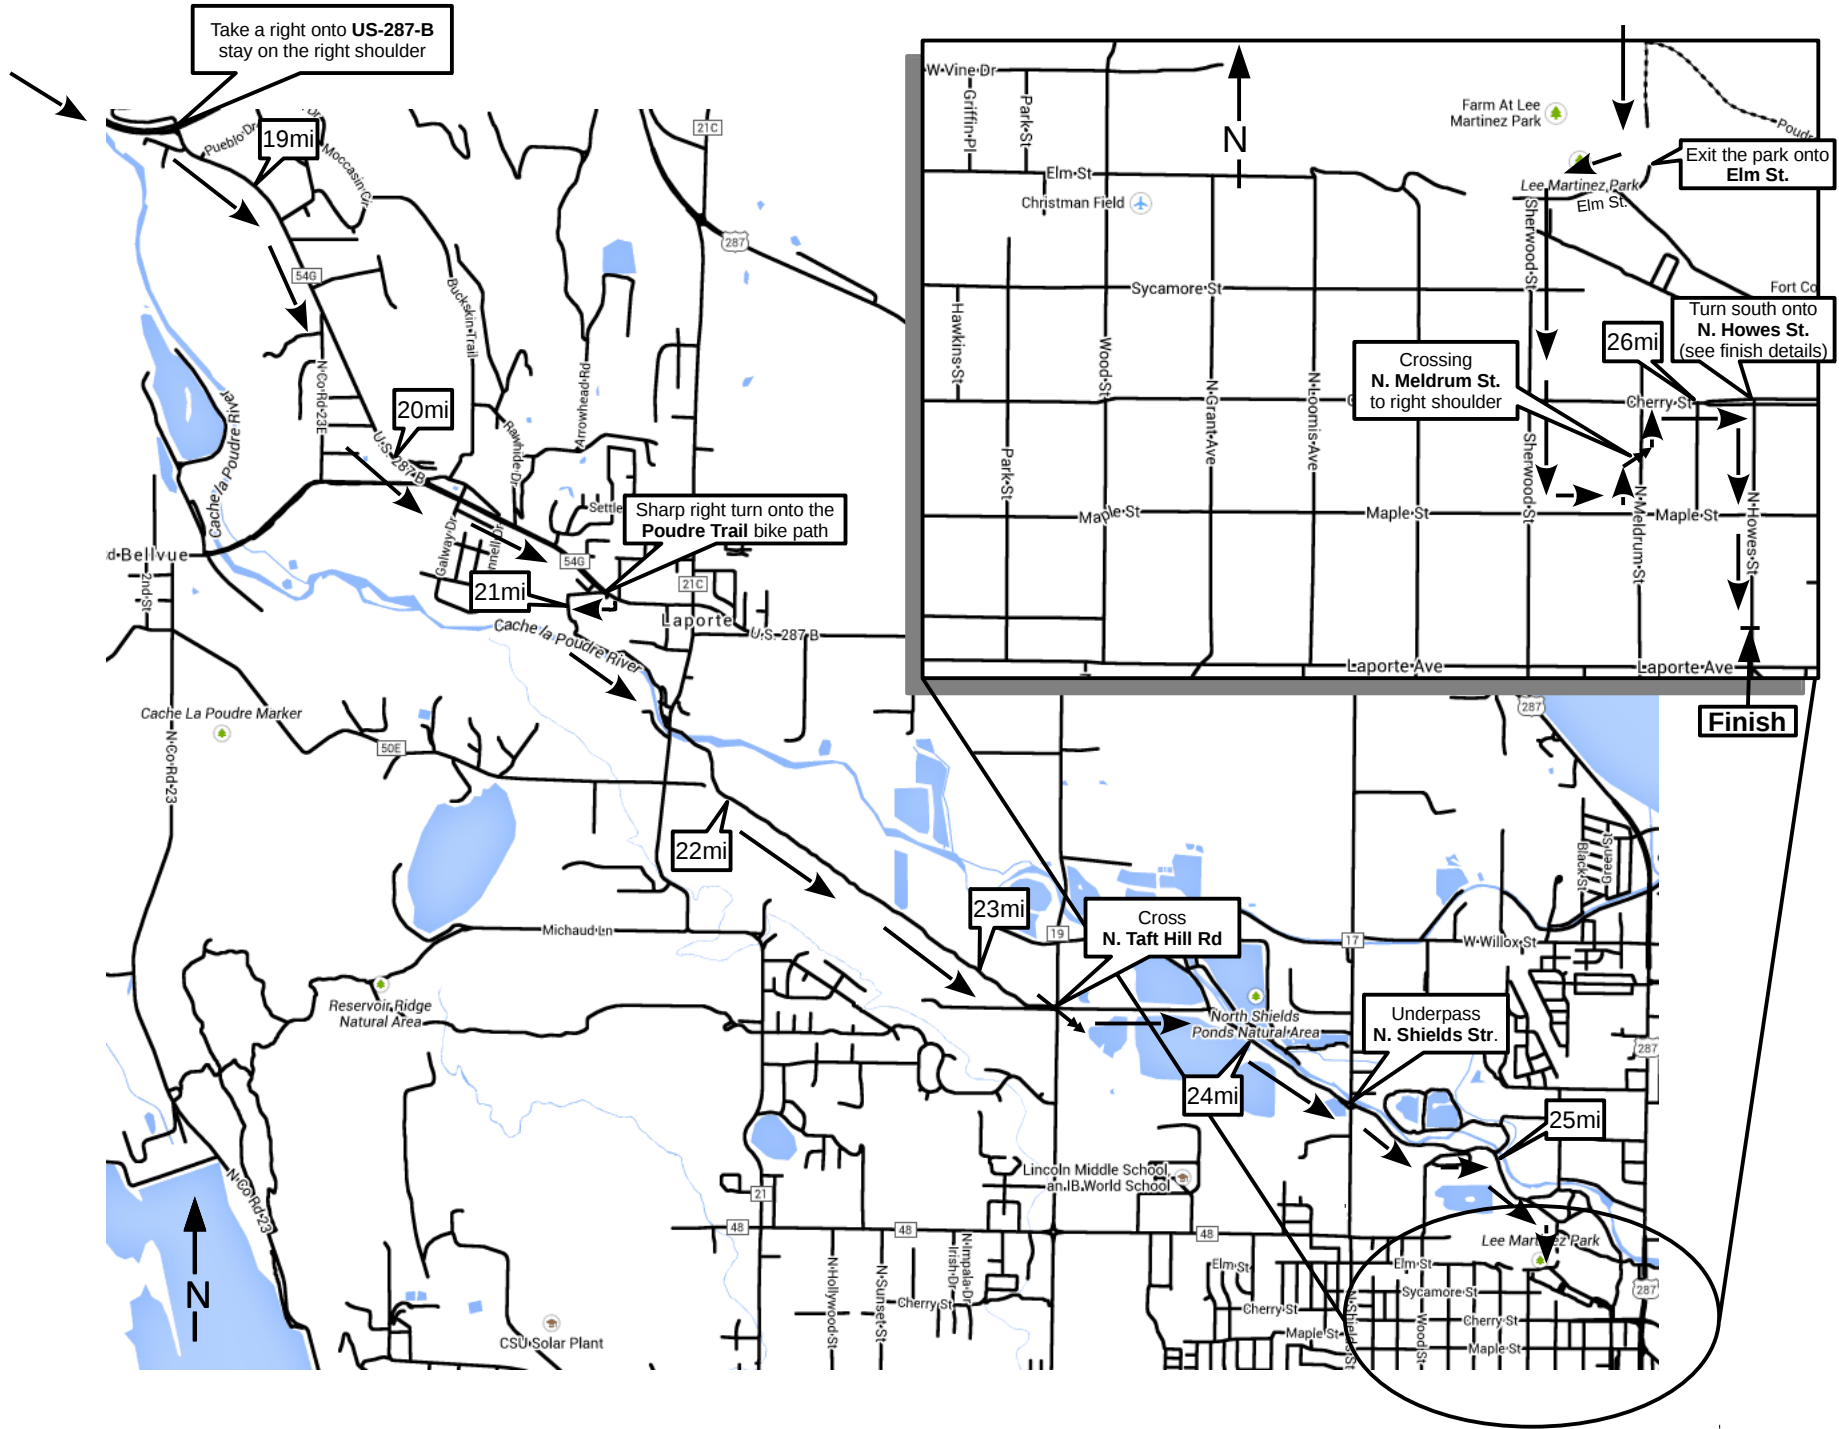 Take a right onto US-287-B
stay on the right shoulder
Pueblo Dr
19mi
Moccasin Cir
21C
287
54G
Buckskin Trail
N Co Rd 23E
Arrowhead Rd
Cache la Poudre River
20mi
U.S. 287 B
Rawhide Dr
Settle
Sharp right turn onto the
Poudre Trail bike path
Galway Dr
nnell Dr
54G
21C
d Bellvue
2nd St
21mi
Laporte
U.S. 287 B
Cache la Poudre River
Cache La Poudre Marker
50E
N Co Rd 23
22mi
23mi
Michaud Ln
19
Cross
N. Taft Hill Rd
17
W Willox St
Black St
Green St
287
Reservoir Ridge
Natural Area
North Shields
Ponds Natural Area
Underpass
N. Shields Str.
287
24mi
25mi
Lincoln Middle School,
an IB World School
N Co Rd 23
21
48
48
48
N
N Hollywood St
N Sunset St
Irish Dr
N Impala Dr
Cherry St
CSU Solar Plant
Lee Martinez Park
Elm St
Elm St
Sycamore St
Cherry St
Cherry St
Maple St
Maple St
N Shields St
Wood St
287
W Vine Dr
Griffin Pl
Park St
N
Farm At Lee
Martinez Park
Poudr
Exit the park onto
Elm St.
Elm St
Lee Martinez Park
Elm St.
Christman Field
Sherwood St
Sycamore St
Fort Co
Turn south onto
N. Howes St.
(see finish details)
26mi
Hawkins St
Wood St
Crossing
N. Meldrum St.
to right shoulder
Cherry St
N Grant Ave
N Loomis Ave
Park St
Sherwood St
N Meldrum St
N Howes St
Maple St
Maple St
Maple St
Laporte Ave
Laporte Ave
Finish